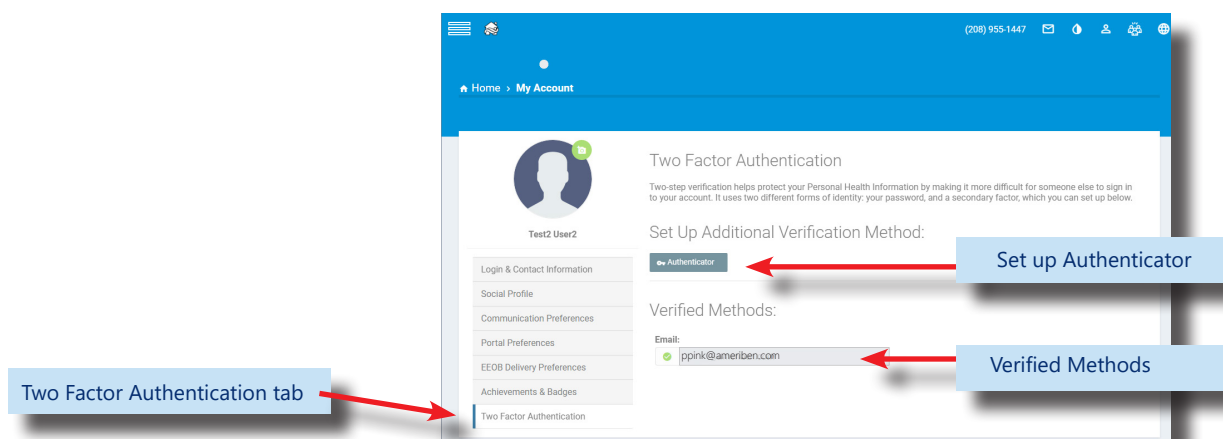 (208) 955-1447
Home › My Account
Test2 User2
Login & Contact Information
Social Profile
Communication Preferences
Portal Preferences
EEOB Delivery Preferences
Achievements & Badges
Two Factor Authentication
Two Factor Authentication
Two-step verification helps protect your Personal Health Information by making it more difficult for someone else to sign in
to your account. It uses two different forms of identity: your password, and a secondary factor, which you can set up below.
Set Up Additional Verification Method:
Authenticator
Verified Methods:
Email:
ppink@ameriben.com
Set up Authenticator
Verified Methods
Two Factor Authentication tab